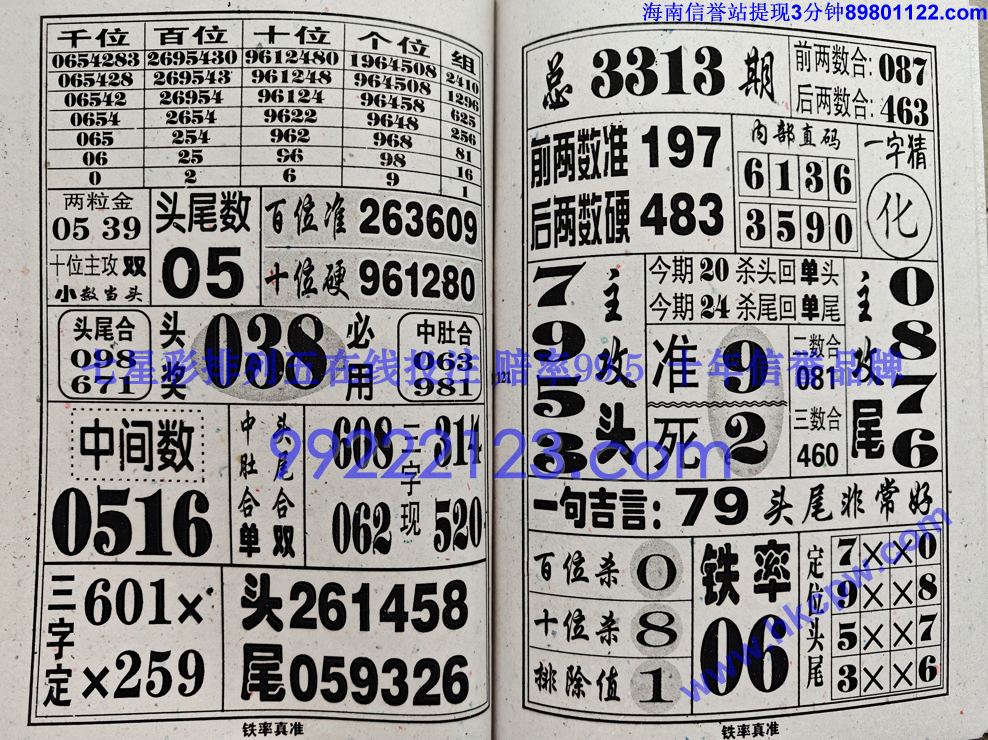 海南信誉站提现3分钟89801122.com
千位 百位 十位 个位 组
0654283 2695430 9612480 1964508 2410
065428 269543 961248 964508 1296
06542 26954 96124 96458 625
0654 2654 9622 9648 256
065 254 962 968 81
06 25 96 98 16
0 2 6 9 1
两粒金
05 39
十位主攻 双
小数当头
头尾数
05
百位准 263609
十位硬 961280
头尾合
098
671
头奖
038
必用
中肚合
063
981
七星彩排列五在线投注 赔率99.5 十年信誉品牌
中间数
0516
中肚合单
头尾合双
608
062
三字现
314
520
99222123.com
三字定
601×
×259
头261458
尾059326
铁率真准
总 3313 期
前两数合: 087
后两数合: 463
前两数准 197
后两数硬 483
内部真码
6136
3590
一字猜
化
7953
主攻头
今期 20 杀头回单头
今期 24 杀尾回单尾
准 9
死 2
二数合
081
三数合
460
主攻尾
0876
121
一句吉言: 79 头尾非常好
百位杀 0
十位杀 8
排除值 1
铁率
06
定位头尾
7××0
9××8
5××7
3××6
www.hkcpw.com
铁率真准